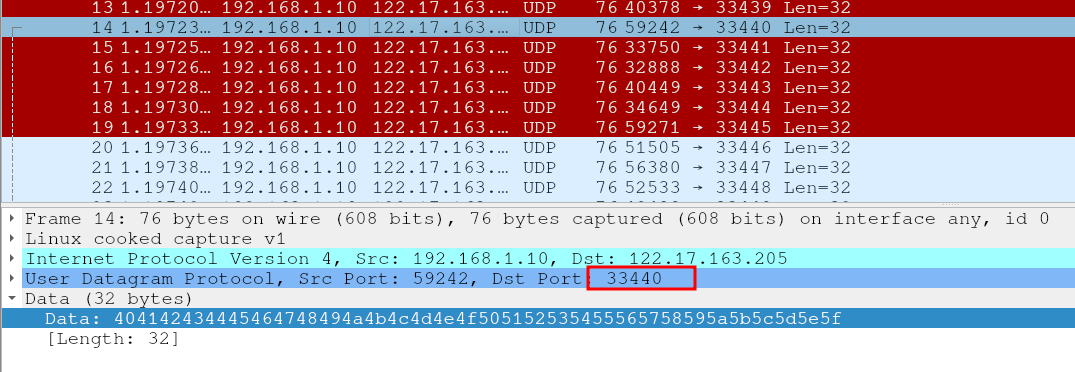 13 1.19720… 192.168.1.10 122.17.163.… UDP 76 40378 → 33439 Len=32
14 1.19723… 192.168.1.10 122.17.163.… UDP 76 59242 → 33440 Len=32
15 1.19725… 192.168.1.10 122.17.163.… UDP 76 33750 → 33441 Len=32
16 1.19726… 192.168.1.10 122.17.163.… UDP 76 32888 → 33442 Len=32
17 1.19728… 192.168.1.10 122.17.163.… UDP 76 40449 → 33443 Len=32
18 1.19730… 192.168.1.10 122.17.163.… UDP 76 34649 → 33444 Len=32
19 1.19733… 192.168.1.10 122.17.163.… UDP 76 59271 → 33445 Len=32
20 1.19736… 192.168.1.10 122.17.163.… UDP 76 51505 → 33446 Len=32
21 1.19738… 192.168.1.10 122.17.163.… UDP 76 56380 → 33447 Len=32
22 1.19740… 192.168.1.10 122.17.163.… UDP 76 52533 → 33448 Len=32
Frame 14: 76 bytes on wire (608 bits), 76 bytes captured (608 bits) on interface any, id 0
Linux cooked capture v1
Internet Protocol Version 4, Src: 192.168.1.10, Dst: 122.17.163.205
User Datagram Protocol, Src Port: 59242, Dst Port: 33440
Data (32 bytes)
Data: 404142434445464748494a4b4c4d4e4f505152535455565758595a5b5c5d5e5f
[Length: 32]